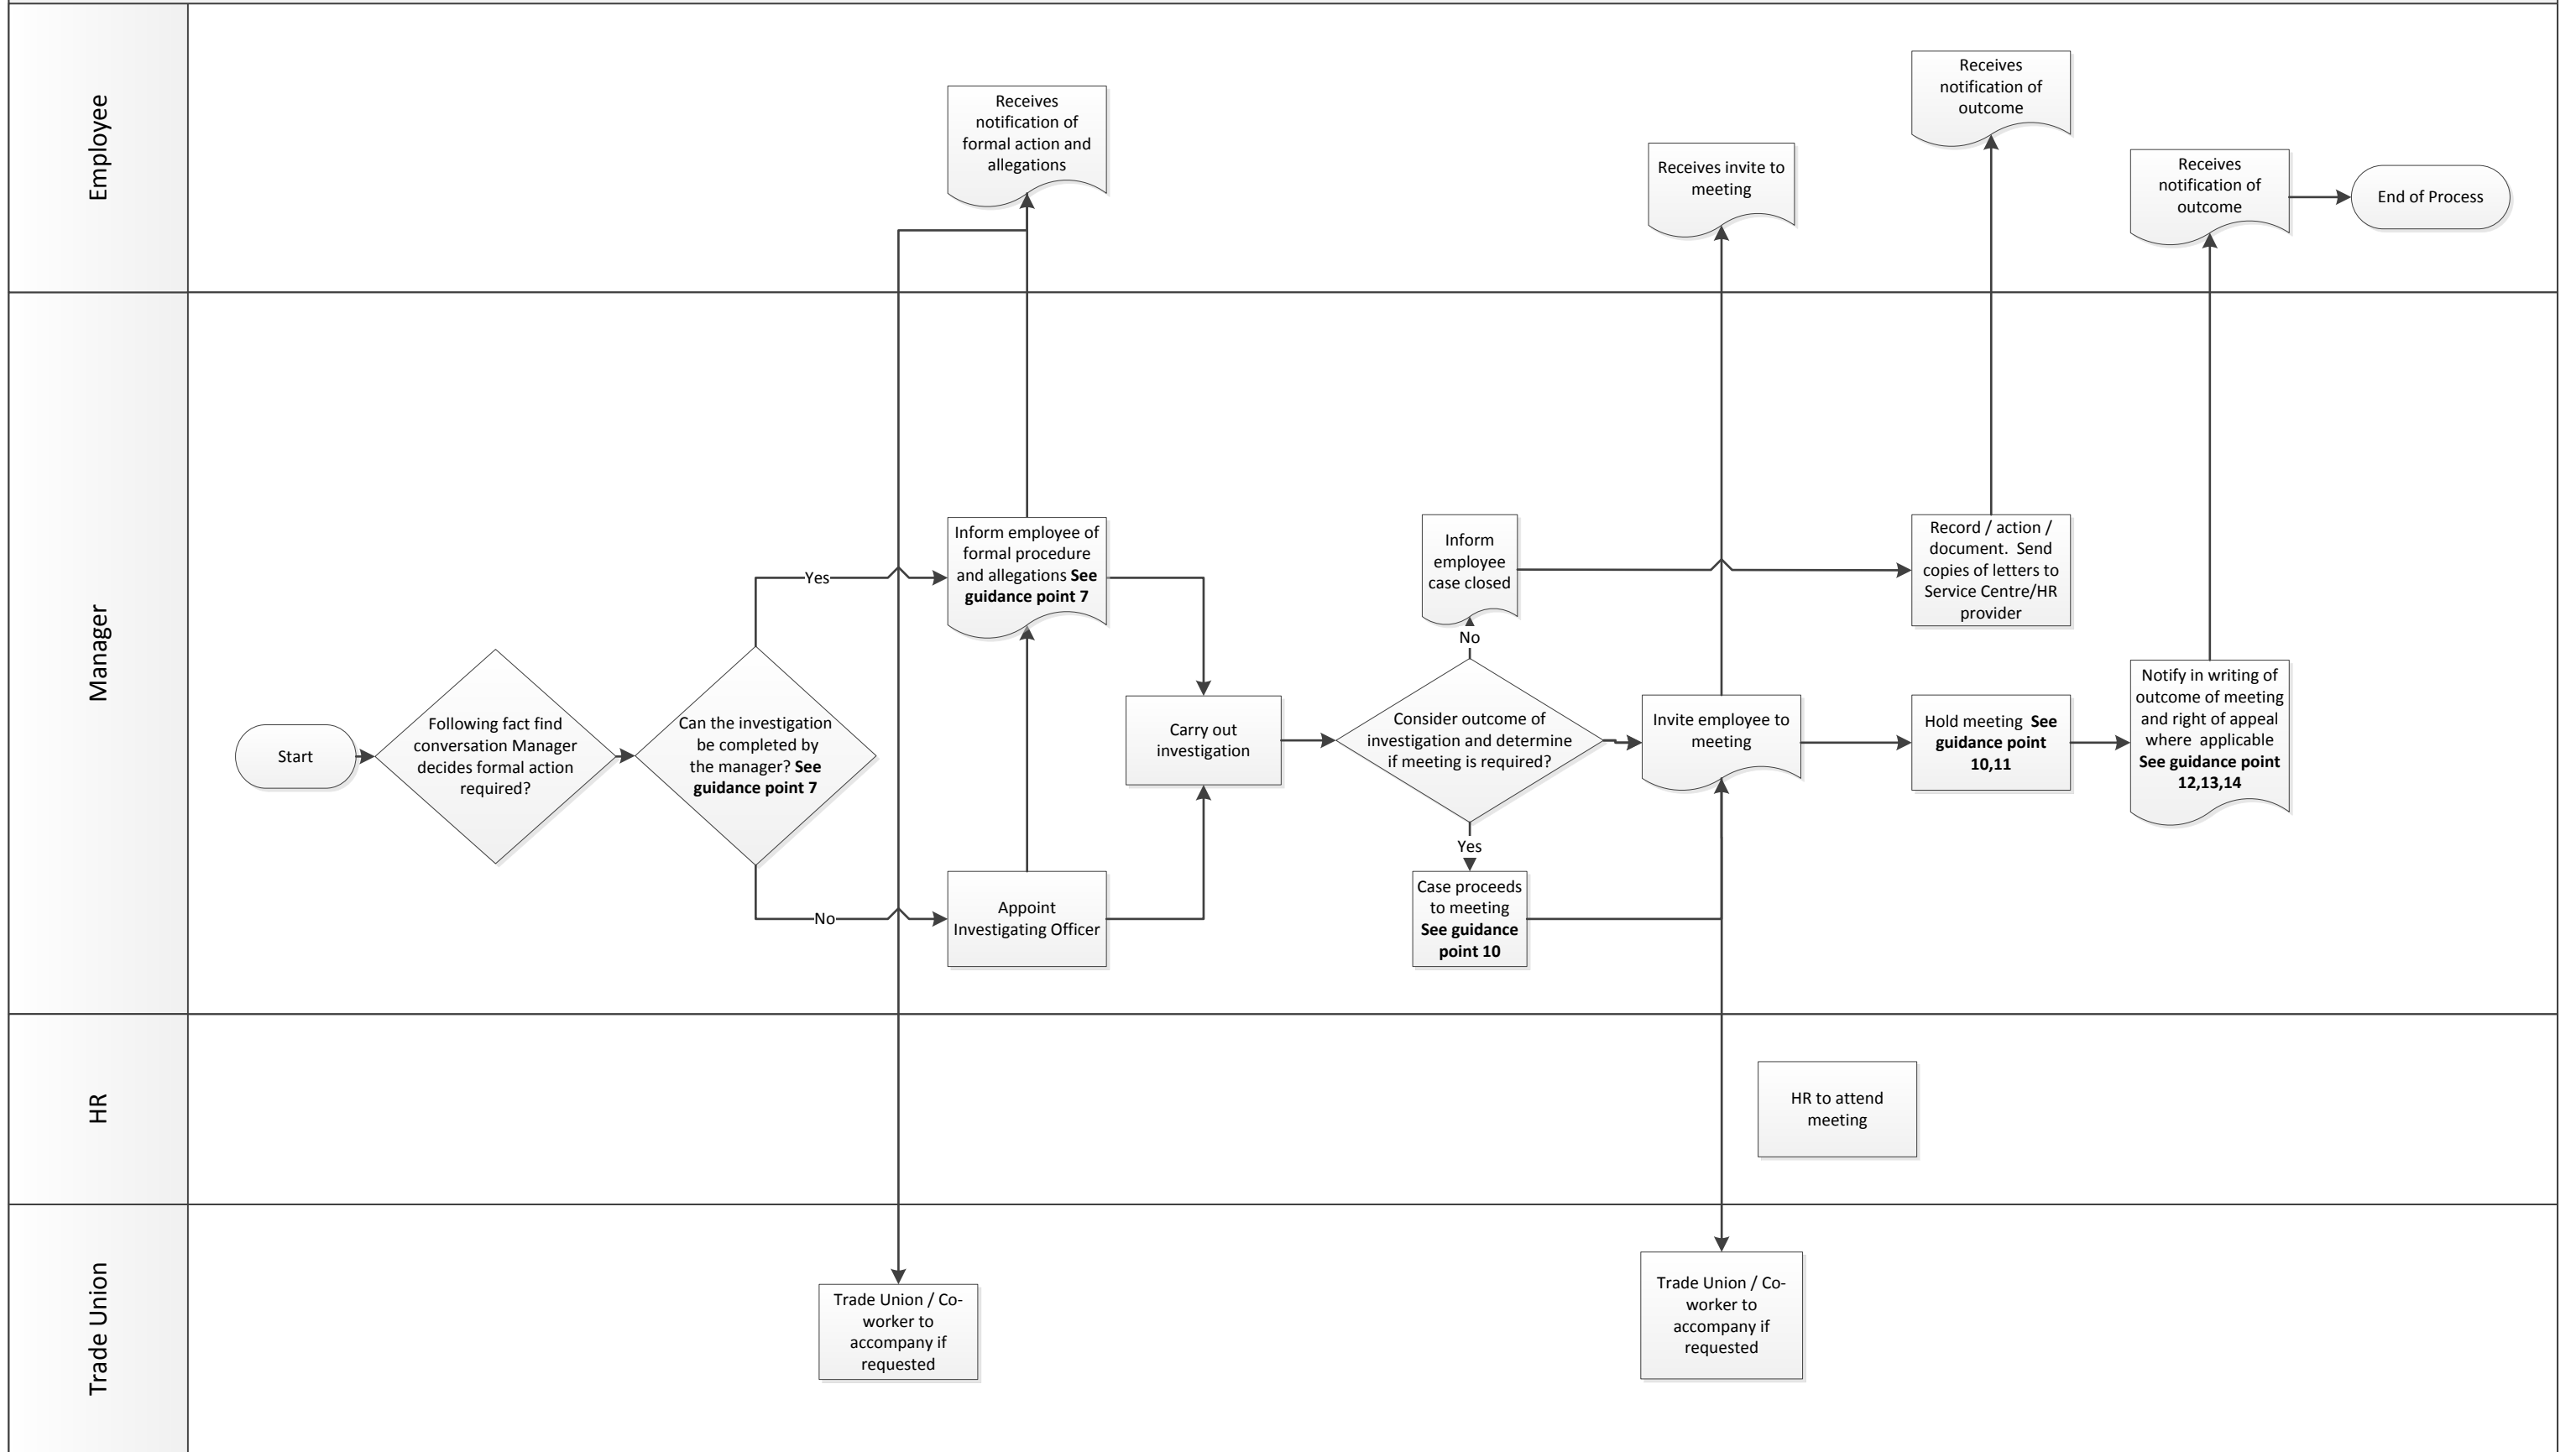 Employee
Receives
notification of
formal action and
allegations
Receives invite to
meeting
Receives
notification of
outcome
Receives
notification of
outcome
End of Process
Manager
Start
Following fact find
conversation Manager
decides formal action
required?
Can the investigation
be completed by
the manager? See
guidance point 7
Yes
No
Inform employee of
formal procedure
and allegations See
guidance point 7
Appoint
Investigating Officer
Carry out
investigation
Consider outcome of
investigation and determine
if meeting is required?
No
Inform
employee
case closed
Yes
Case proceeds
to meeting
See guidance
point 10
Invite employee to
meeting
Record / action /
document.  Send
copies of letters to
Service Centre/HR
provider
Hold meeting  See
guidance point
10,11
Notify in writing of
outcome of meeting
and right of appeal
where  applicable
See guidance point
12,13,14
HR
HR to attend
meeting
Trade Union
Trade Union / Co-
worker to
accompany if
requested
Trade Union / Co-
worker to
accompany if
requested